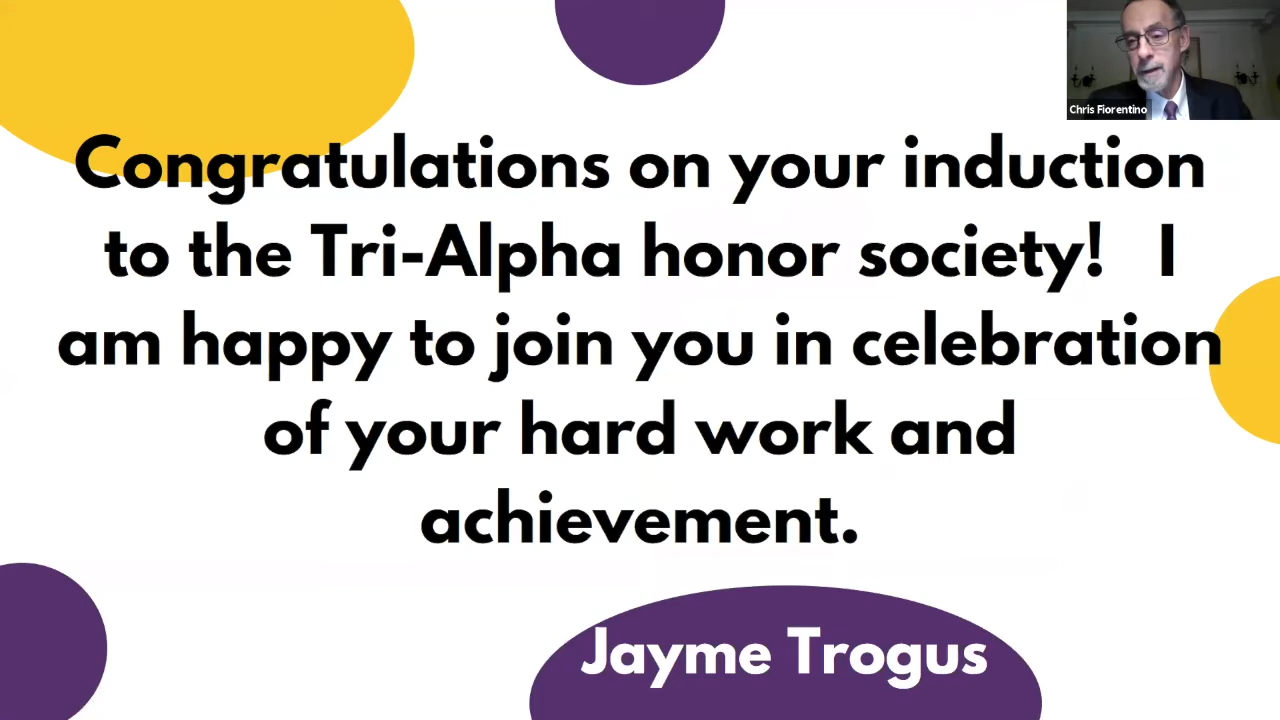 Chris Fiorentino
Congratulations on your induction
to the Tri-Alpha honor society! I
am happy to join you in celebration
of your hard work and
achievement.
Jayme Trogus